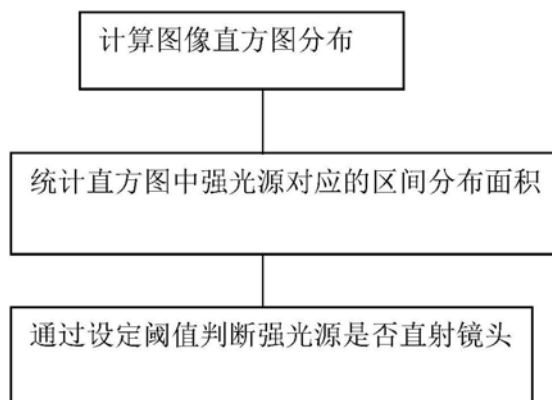 计算图像直方图分布
统计直方图中强光源对应的区间分布面积
通过设定阈值判断强光源是否直射镜头